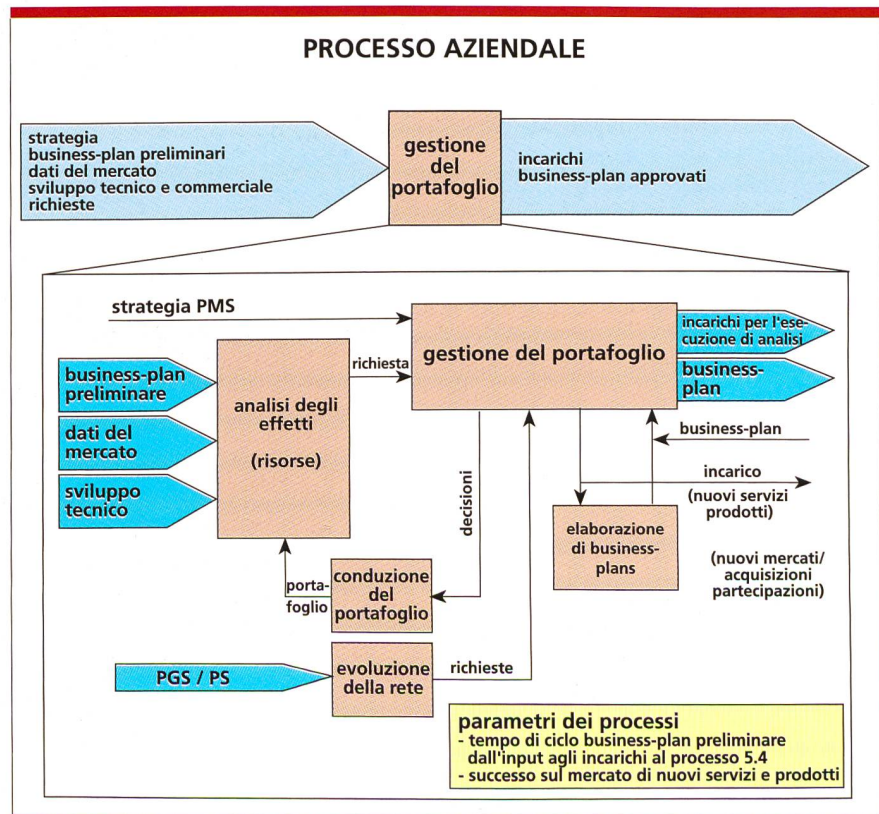 PROCESSO AZIENDALE
strategia
business-plan preliminari
dati del mercato
sviluppo tecnico e commerciale
richieste
gestione
del
portafoglio
incarichi
business-plan approvati
strategia PMS
gestione del portafoglio
incarichi per l'ese-
cuzione di analisi
business-
plan
richiesta
business-plan
preliminare
dati del
mercato
sviluppo
tecnico
analisi degli
effetti
(risorse)
decisioni
business-plan
incarico
(nuovi servizi
prodotti)
elaborazione
di business-
plans
(nuovi mercati/
acquisizioni
partecipazioni)
porta-
foglio
conduzione
del
portafoglio
PGS / PS
evoluzione
della rete
richieste
parametri dei processi
- tempo di ciclo business-plan preliminare
dall'input agli incarichi al processo 5.4
- successo sul mercato di nuovi servizi e prodotti